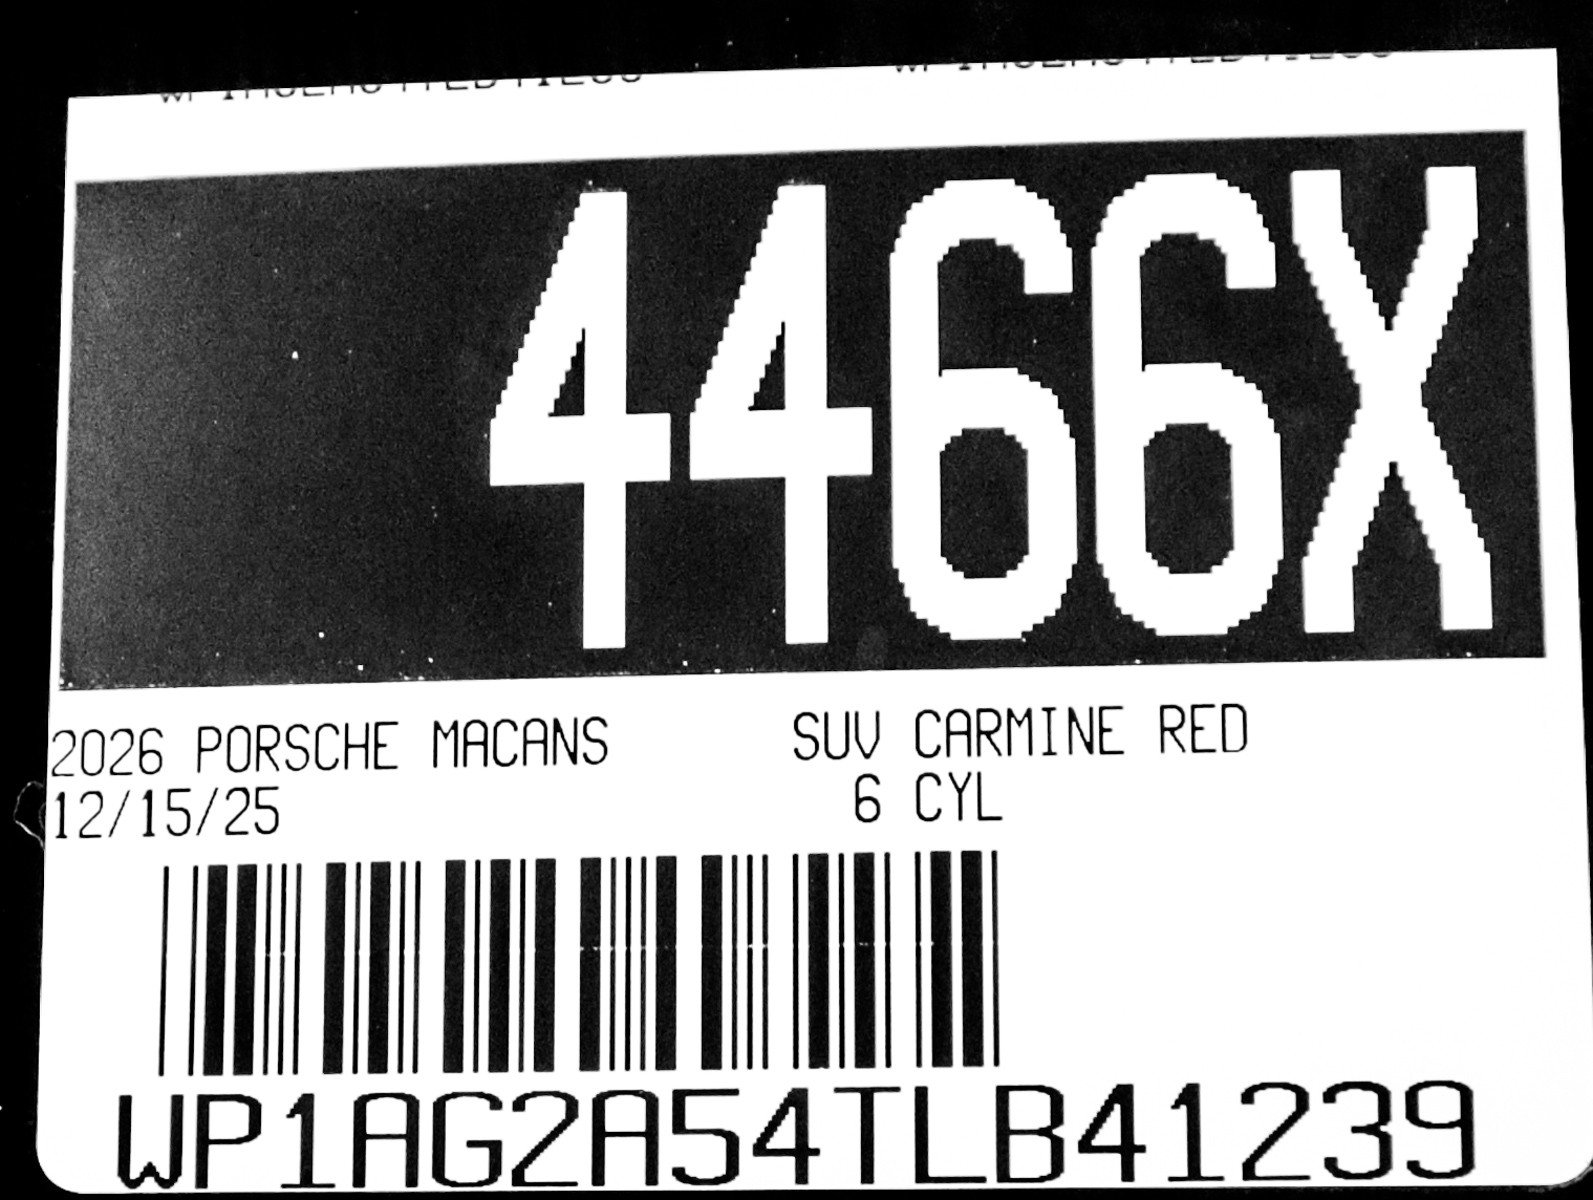 4466X
2026 PORSCHE MACANS SUV CARMINE RED
12/15/25 6 CYL
WP1AG2A54TLB41239